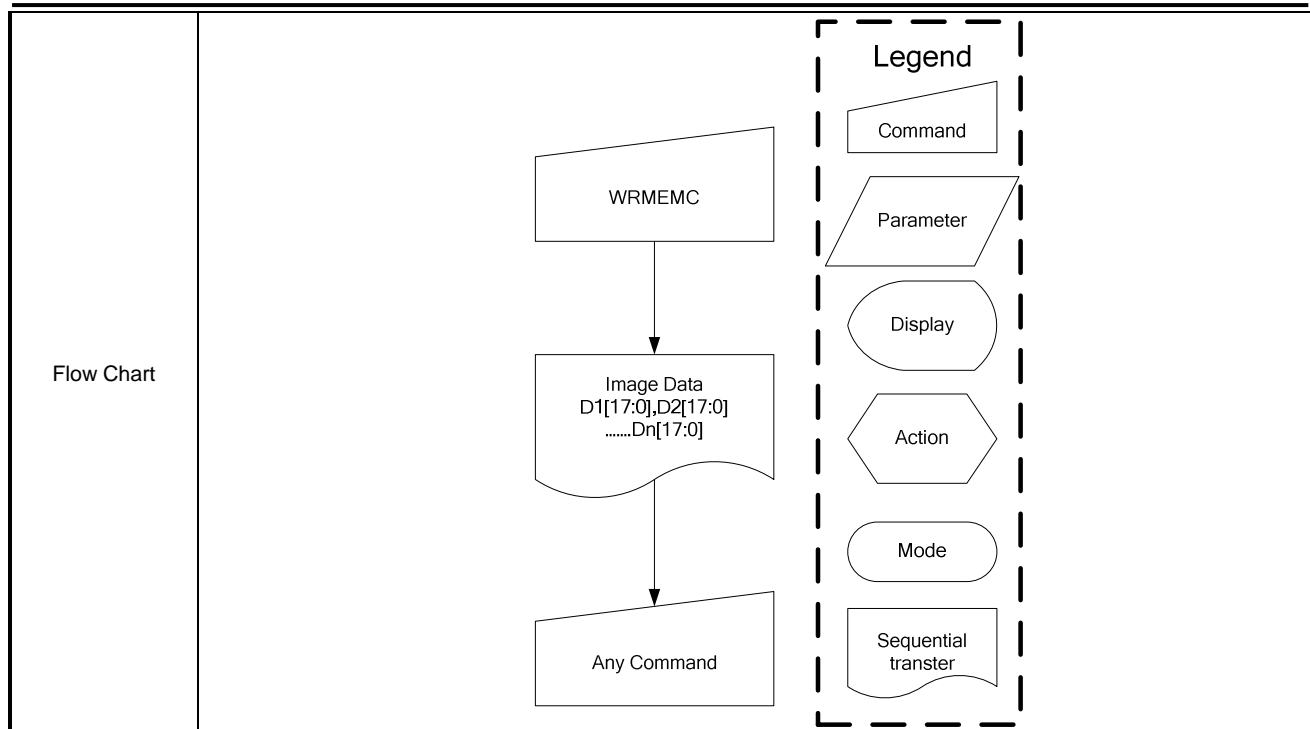 Flow Chart
WRMEMC
Image Data
D1[17:0],D2[17:0]
.......Dn[17:0]
Any Command
Legend
Command
Parameter
Display
Action
Mode
Sequential
transter